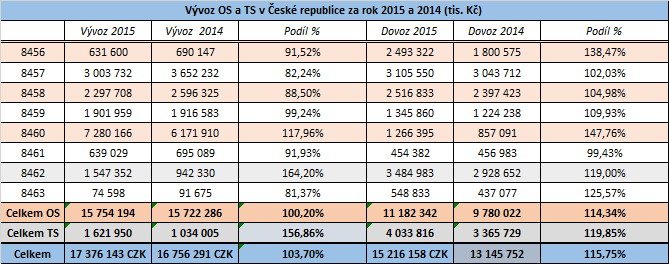 Vývoz OS a TS v České republice za rok 2015 a 2014 (tis. Kč)
Vývoz 2015 Vývoz 2014 Podíl % Dovoz 2015 Dovoz 2014 Podíl %
8456 631 600 690 147 91,52% 2 493 322 1 800 575 138,47%
8457 3 003 732 3 652 232 82,24% 3 105 550 3 043 712 102,03%
8458 2 297 708 2 596 325 88,50% 2 516 833 2 397 423 104,98%
8459 1 901 959 1 916 583 99,24% 1 345 860 1 224 238 109,93%
8460 7 280 166 6 171 910 117,96% 1 266 395 857 091 147,76%
8461 639 029 695 089 91,93% 454 382 456 983 99,43%
8462 1 547 352 942 330 164,20% 3 484 983 2 928 652 119,00%
8463 74 598 91 675 81,37% 548 833 437 077 125,57%
Celkem OS 15 754 194 15 722 286 100,20% 11 182 342 9 780 022 114,34%
Celkem TS 1 621 950 1 034 005 156,86% 4 033 816 3 365 729 119,85%
Celkem 17 376 143 CZK 16 756 291 CZK 103,70% 15 216 158 CZK 13 145 752 115,75%